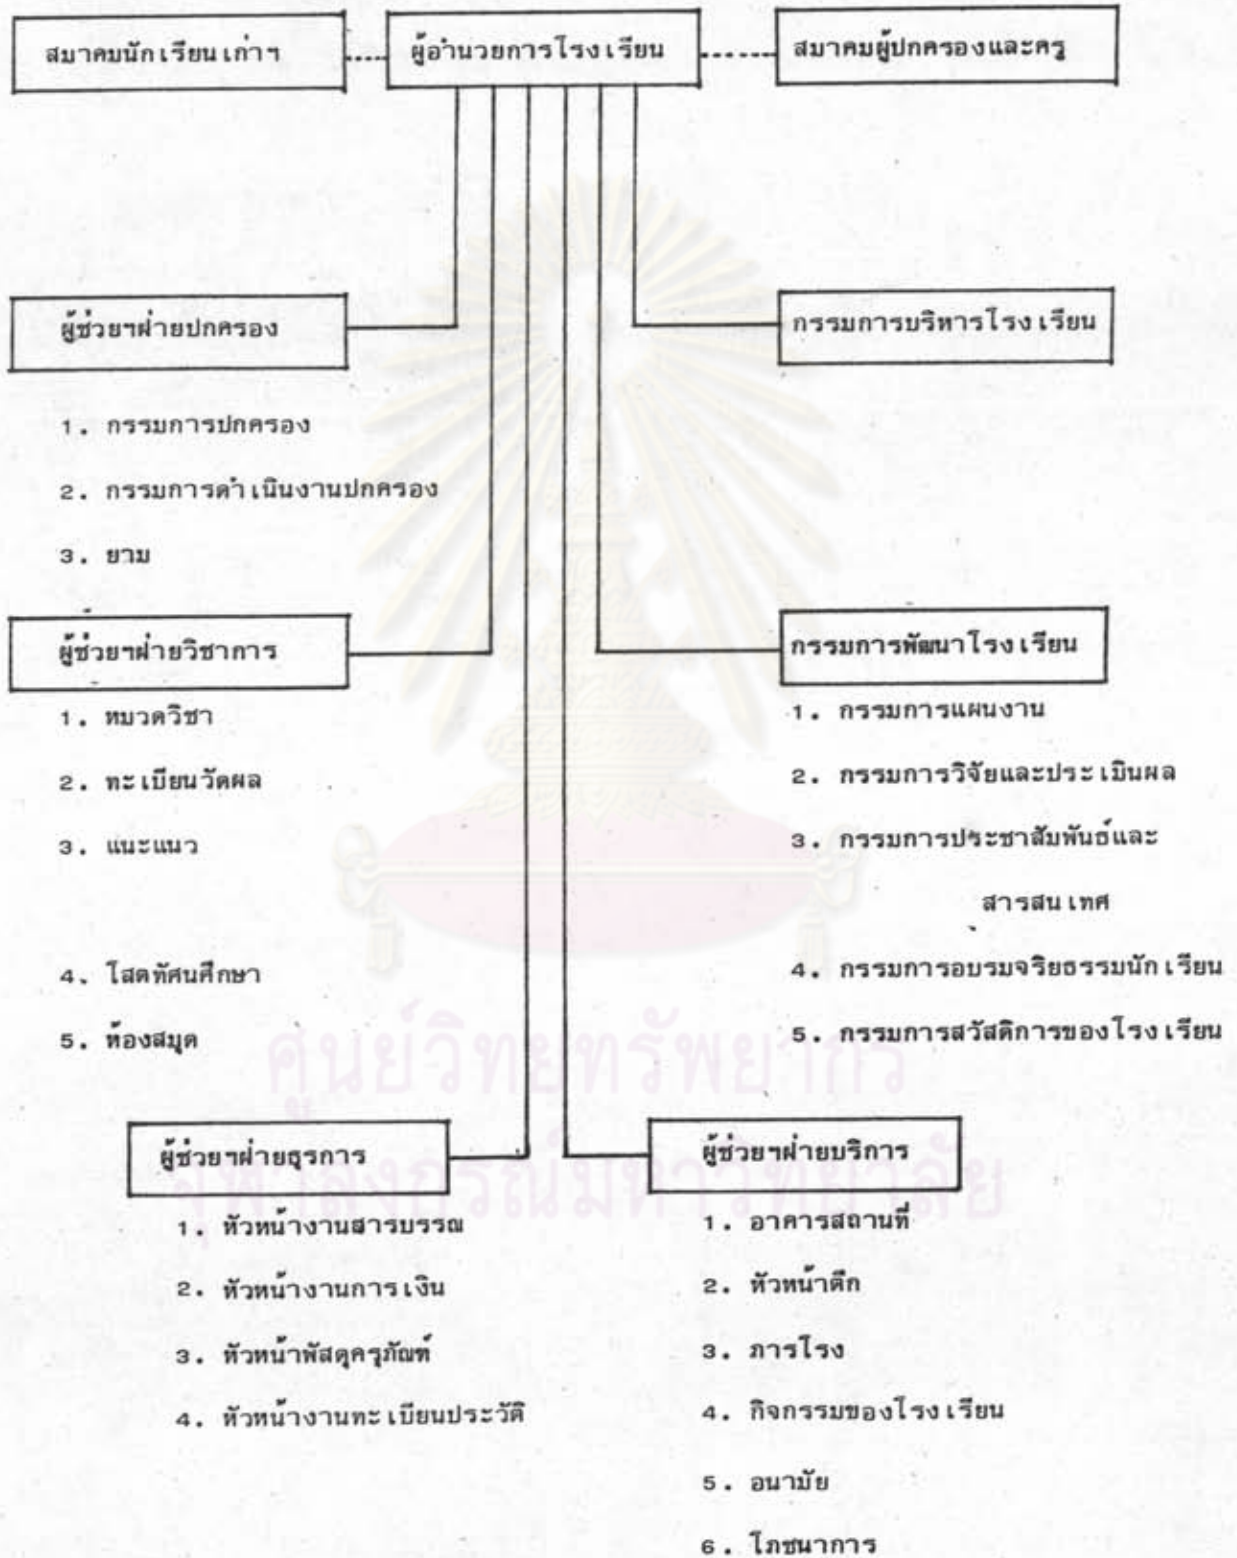 สมาคมนักเรียนเก่าฯ
ผู้อำนวยการโรงเรียน
สมาคมผู้ปกครองและครู
ผู้ช่วยฯฝ่ายปกครอง
กรรมการบริหารโรงเรียน
1. กรรมการปกครอง
2. กรรมการดำเนินงานปกครอง
3. ยาม
ผู้ช่วยฯฝ่ายวิชาการ
1. หมวดวิชา
2. ทะเบียนวัดผล
3. แนะแนว
4. โสตทัศนศึกษา
5. ห้องสมุด
กรรมการพัฒนาโรงเรียน
1. กรรมการแผนงาน
2. กรรมการวิจัยและประเมินผล
3. กรรมการประชาสัมพันธ์และ
สารสนเทศ
4. กรรมการอบรมจริยธรรมนักเรียน
5. กรรมการสวัสดิการของโรงเรียน
ศูนย์วิทยทรัพยากร
จุฬาลงกรณ์มหาวิทยาลัย
ผู้ช่วยฯฝ่ายธุรการ
1. หัวหน้างานสารบรรณ
2. หัวหน้างานการเงิน
3. หัวหน้าพัสดุครุภัณฑ์
4. หัวหน้างานทะเบียนประวัติ
ผู้ช่วยฯฝ่ายบริการ
1. อาคารสถานที่
2. หัวหน้าตึก
3. ภารโรง
4. กิจกรรมของโรงเรียน
5. อนามัย
6. โภชนาการ